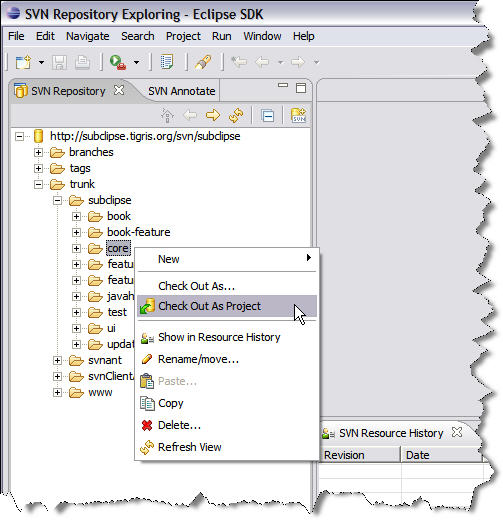 SVN Repository Exploring - Eclipse SDK
File Edit Navigate Search Project Run Window Help
SVN Repository SVN Annotate
SVN
http://subclipse.tigris.org/svn/subclipse
branches
tags
trunk
subclipse
book
book-feature
core
New
featu
Check Out As...
featu
Check Out As Project
javah
test
ui
Show in Resource History
updat
Rename/move...
svnant
svnClientA
Paste...
www
Copy
Delete...
Refresh View
SVN Resource History
Revision Date